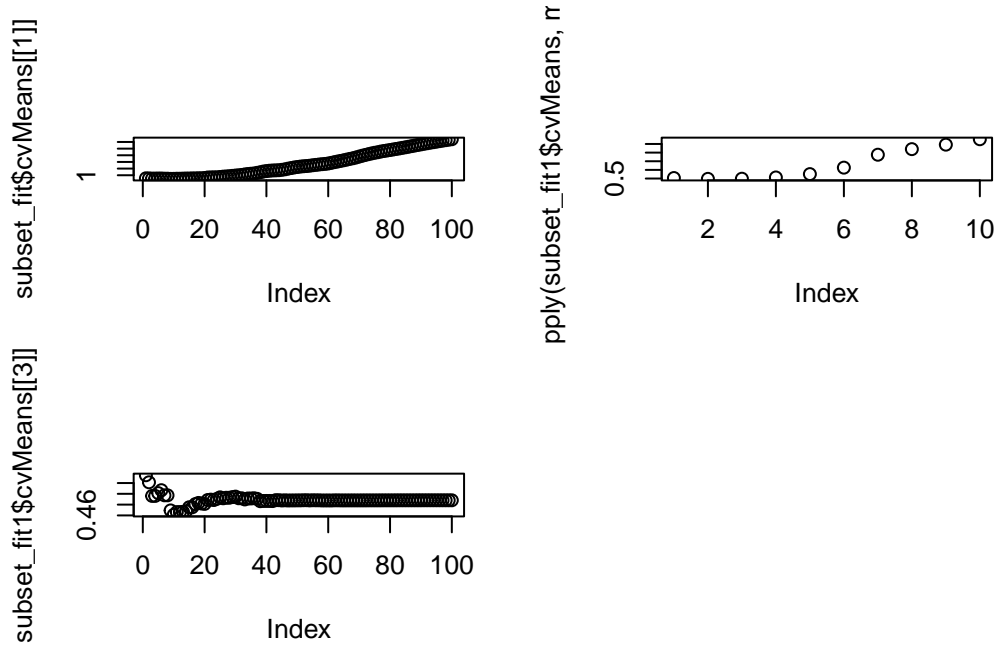 subset_fit$cvMeans[[1]]
1
0 20 40 60 80 100
Index
pply(subset_fit1$cvMeans, m
0.5
2 4 6 8 10
Index
subset_fit1$cvMeans[[3]]
0.46
0 20 40 60 80 100
Index